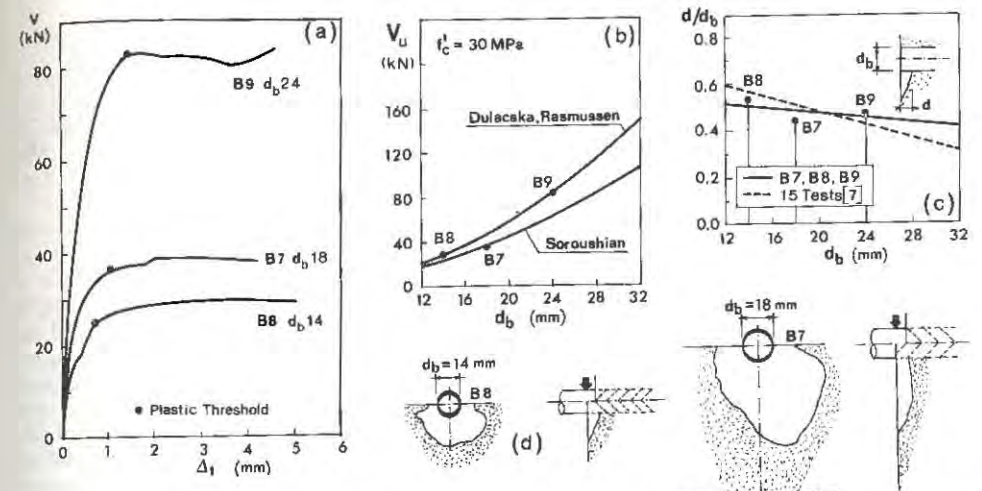 V
(kN)
(a)
80
60
40
20
0
B9 d_b24
B7 d_b18
B8 d_b14
• Plastic Threshold
0 1 2 3 4 5 6
Δ₁ (mm)
V_u
(kN)
f'_c = 30 MPa
(b)
160
120
80
40
0
Dulacska, Rasmussen
B9
B8
B7
Soroushian
12 16 20 24 28 32
d_b (mm)
d/d_b
0.8
0.6
0.4
0.2
0.0
d_b
d
B8
B7
B9
B7, B8, B9
15 Tests[7]
(c)
12 16 20 24 28 32
d_b (mm)
d_b=14 mm
B8
(d)
d_b=18 mm
B7